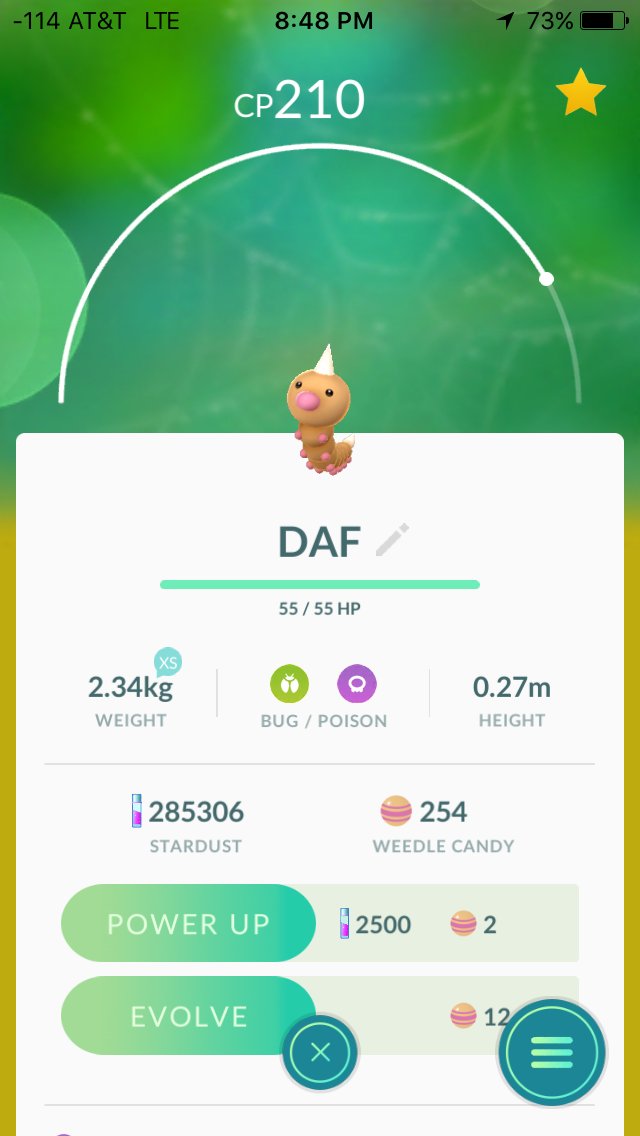 -114 AT&T LTE 8:48 PM 73%
CP210
DAF
55 / 55 HP
XS
2.34kg 0.27m
WEIGHT BUG / POISON HEIGHT
285306 254
STARDUST WEEDLE CANDY
POWER UP 2500 2
EVOLVE 12